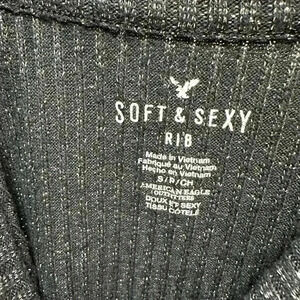 SOFT & SEXY
RIB
Made in Vietnam
Fabriqué au Vietnam
Hecho en Vietnam
S / P / CH
AMERICAN EAGLE
OUTFITTERS
DOUX ET SEXY
TISSU CÔTELÉ